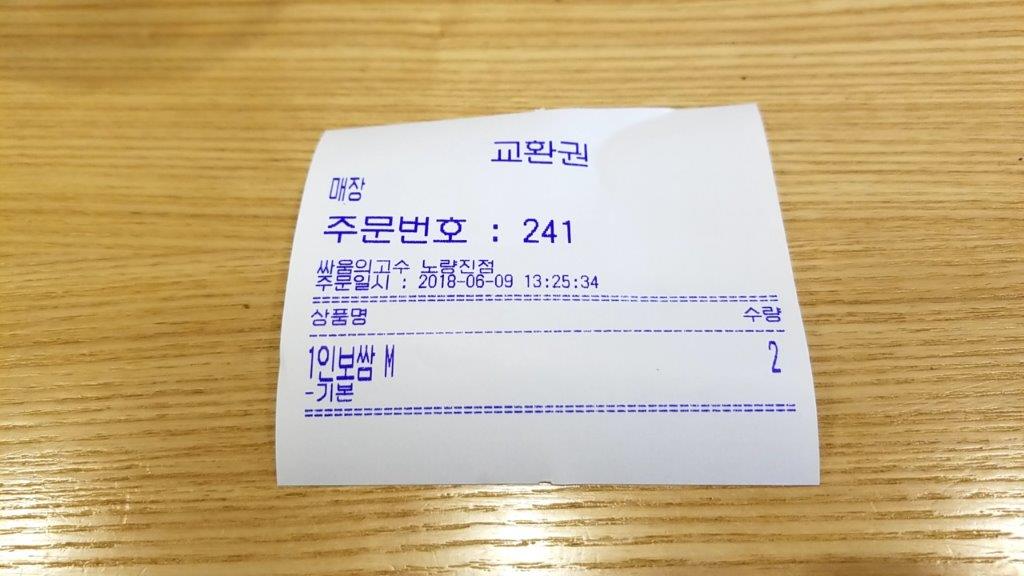 교환권
매장
주문번호 : 241
싸움의고수 노량진점
주문일시 : 2018-06-09 13:25:34
상품명 수량
1인보쌈 M 2
-기본